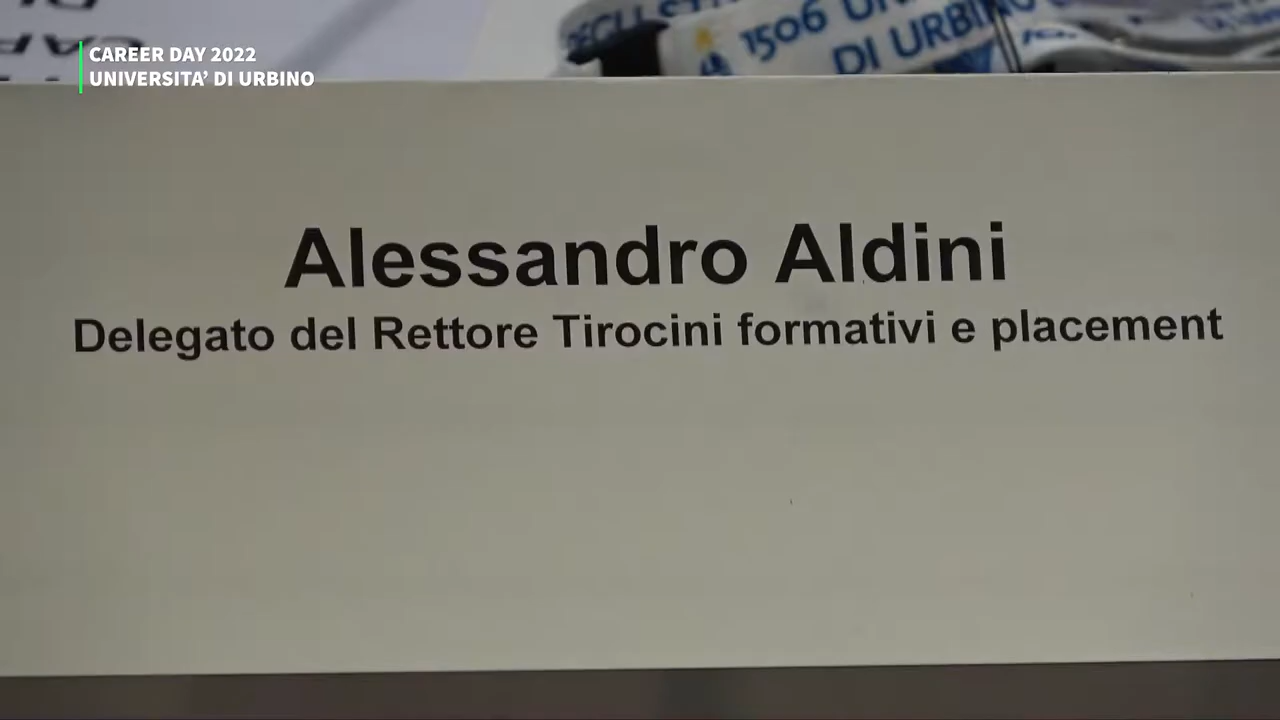 CAREER DAY 2022
UNIVERSITA' DI URBINO
1506
DI URBINO
Alessandro Aldini
Delegato del Rettore Tirocini formativi e placement